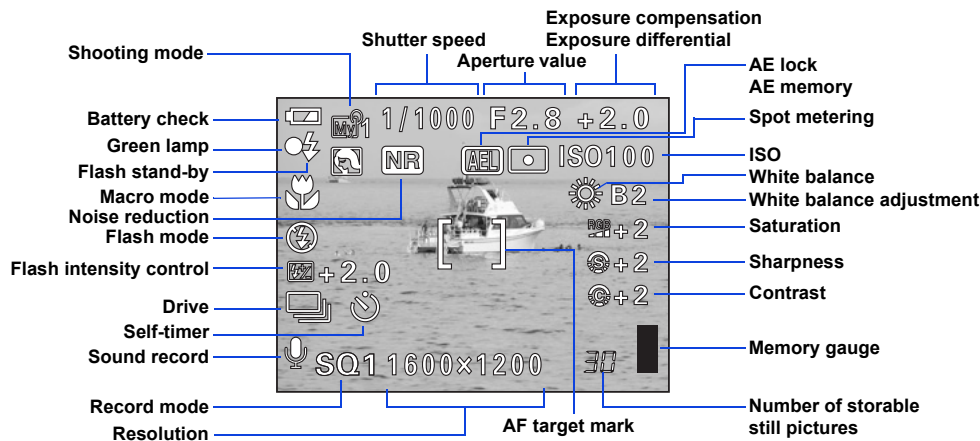 Exposure compensation
Exposure differential
Shutter speed
Aperture value
Shooting mode
AE lock
AE memory
Battery check
Spot metering
Green lamp
ISO
Flash stand-by
White balance
Macro mode
White balance adjustment
Noise reduction
Saturation
Flash mode
Flash intensity control
Sharpness
Drive
Contrast
Self-timer
Sound record
Memory gauge
Record mode
AF target mark
Number of storable
still pictures
Resolution
My 1 1/1000 F2.8 +2.0
NR AEL ISO100
B2
RGB +2
S +2
+2.0
C +2
SQ1 1600×1200 30